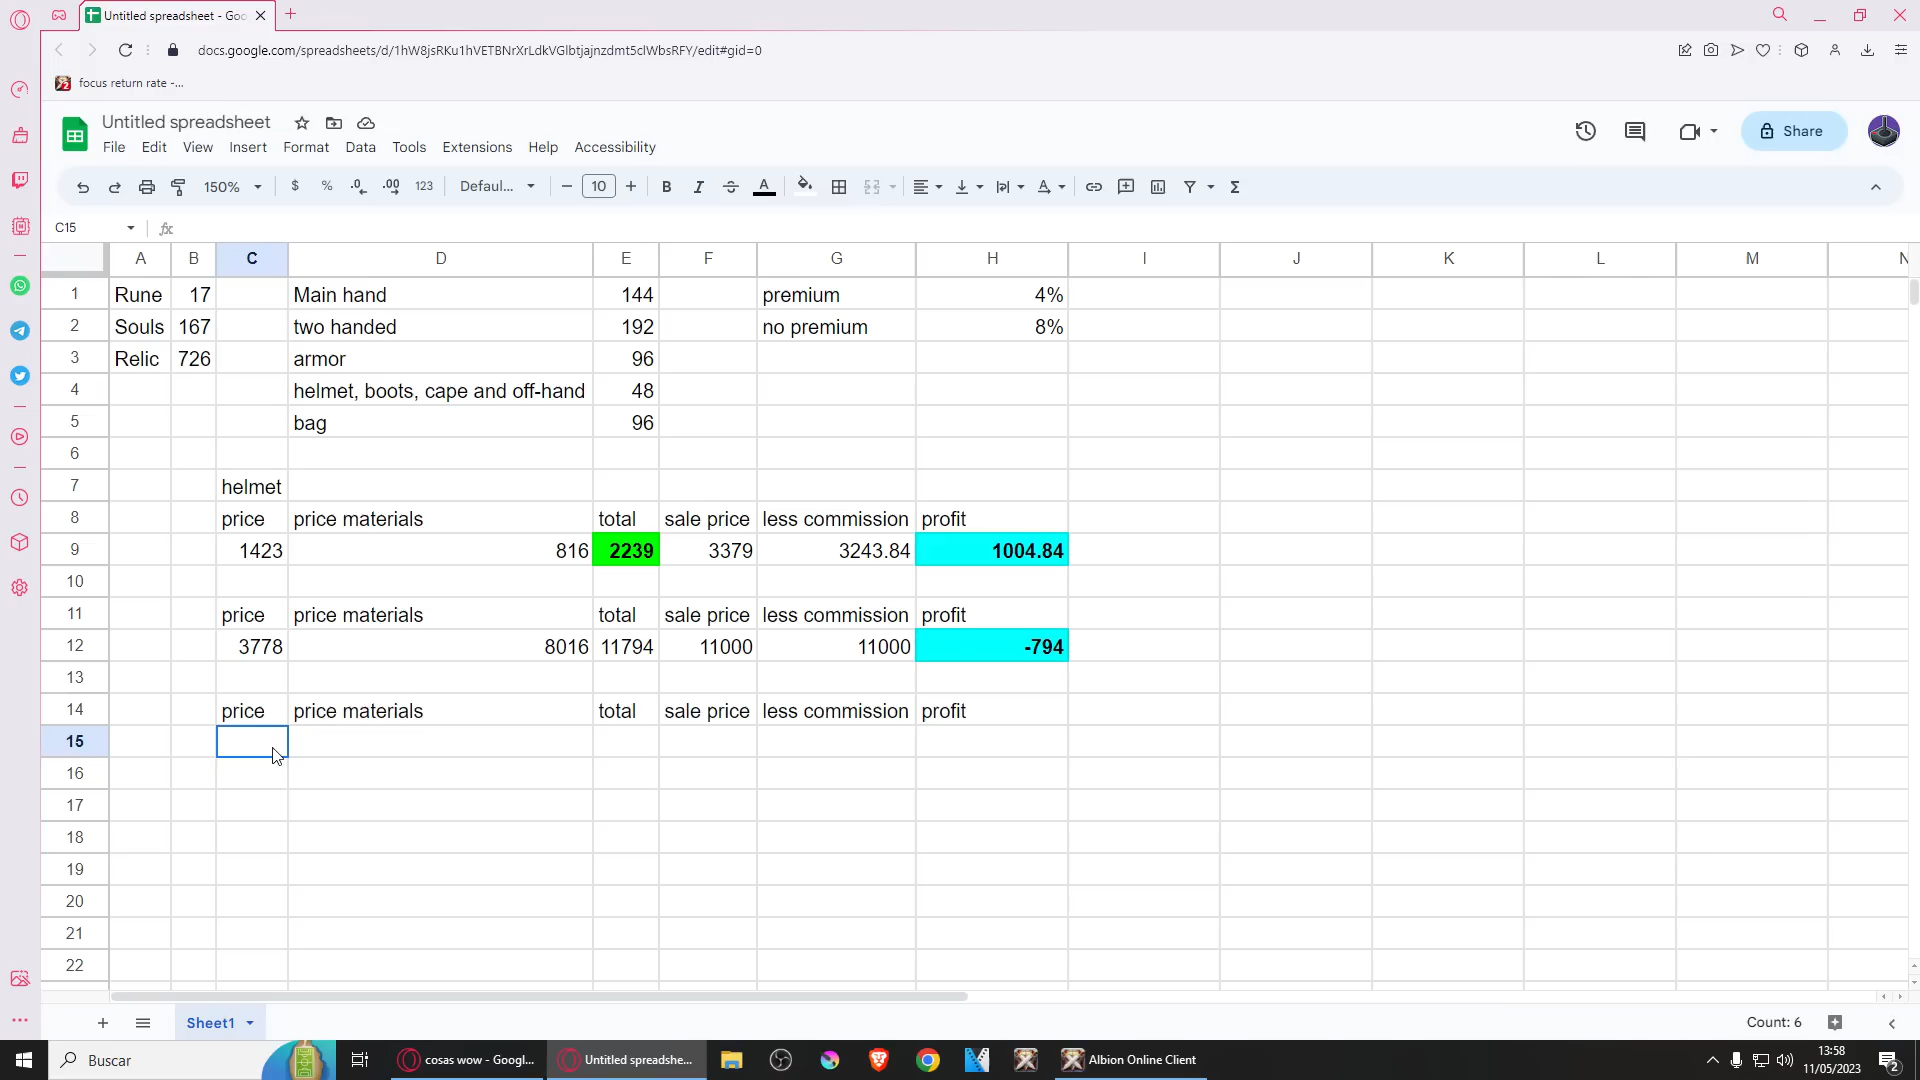 Untitled spreadsheet - Goo
docs.google.com/spreadsheets/d/1hW8jsRKu1hVETBNrXrLdkVGlbtjajnzdmt5clWbsRFY/edit#gid=0
focus return rate -...
Untitled spreadsheet
File Edit View Insert Format Data Tools Extensions Help Accessibility
Share
150% $ % .0 .00 123 Defaul... 10 B I A
C15 fx
A B C D E F G H I J K L M N
1 Rune 17 Main hand 144 premium 4%
2 Souls 167 two handed 192 no premium 8%
3 Relic 726 armor 96
4 helmet, boots, cape and off-hand 48
5 bag 96
6
7 helmet
8 price price materials total sale price less commission profit
9 1423 816 2239 3379 3243.84 1004.84
10
11 price price materials total sale price less commission profit
12 3778 8016 11794 11000 11000 -794
13
14 price price materials total sale price less commission profit
15
16
17
18
19
20
21
22
Sheet1
Count: 6
Buscar
cosas wow - Googl...
Untitled spreadshe...
Albion Online Client
13:58
11/05/2023
2